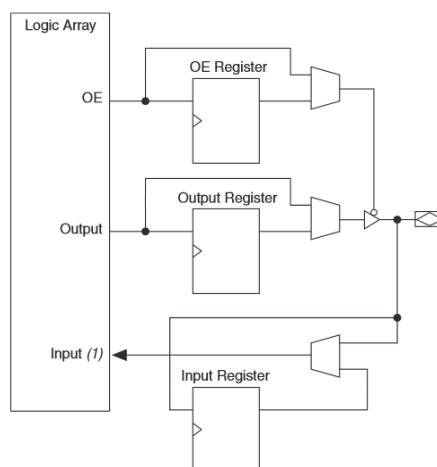 Logic Array
OE Register
OE
Output Register
Output
Input (1)
Input Register